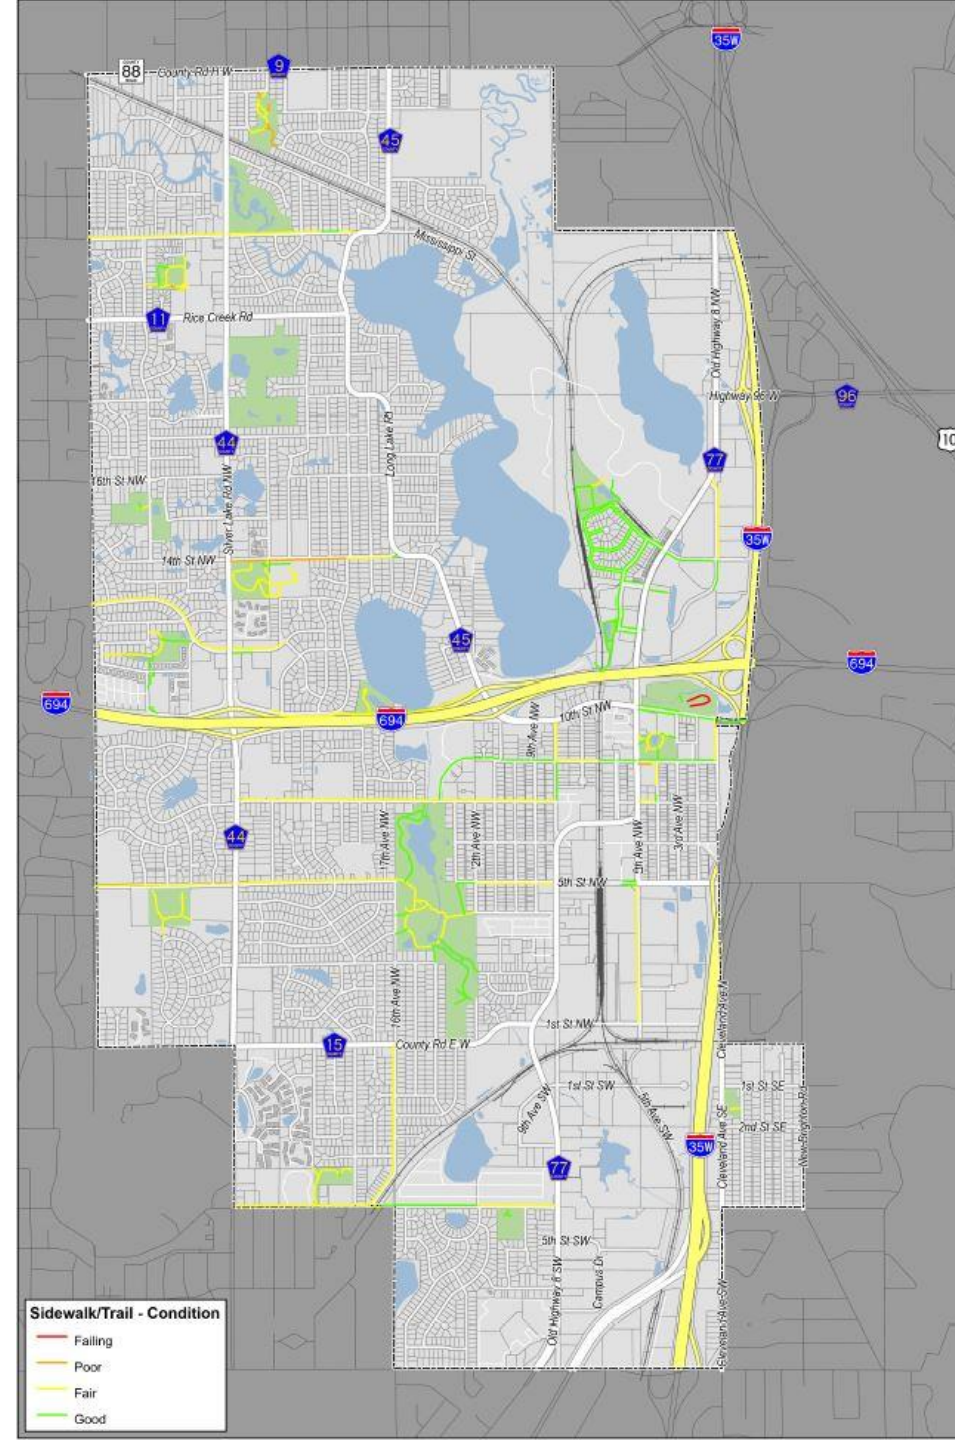 35W
88
County Rd H W
9
45
Mississippi St
11
Rice Creek Rd
Old Highway 8 NW
Highway 96 W
96
10
Long Lake Rd
44
77
16th St NW
Silver Lake Rd NW
35W
14th St NW
45
694
694
694
10th St NW
9th Ave NW
44
17th Ave NW
12th Ave NW
5th Ave NW
3rd Ave NW
5th St NW
16th Ave NW
Cleveland Ave N
1st St NW
15
County Rd E W
1st St SW
1st St SE
9th Ave SW
5th Ave SW
2nd St SE
Cleveland Ave SE
New Brighton Rd
35W
77
5th St SW
Old Highway 8 SW
Campus Dr
Cleveland Ave SW
Sidewalk/Trail - Condition
Failing
Poor
Fair
Good